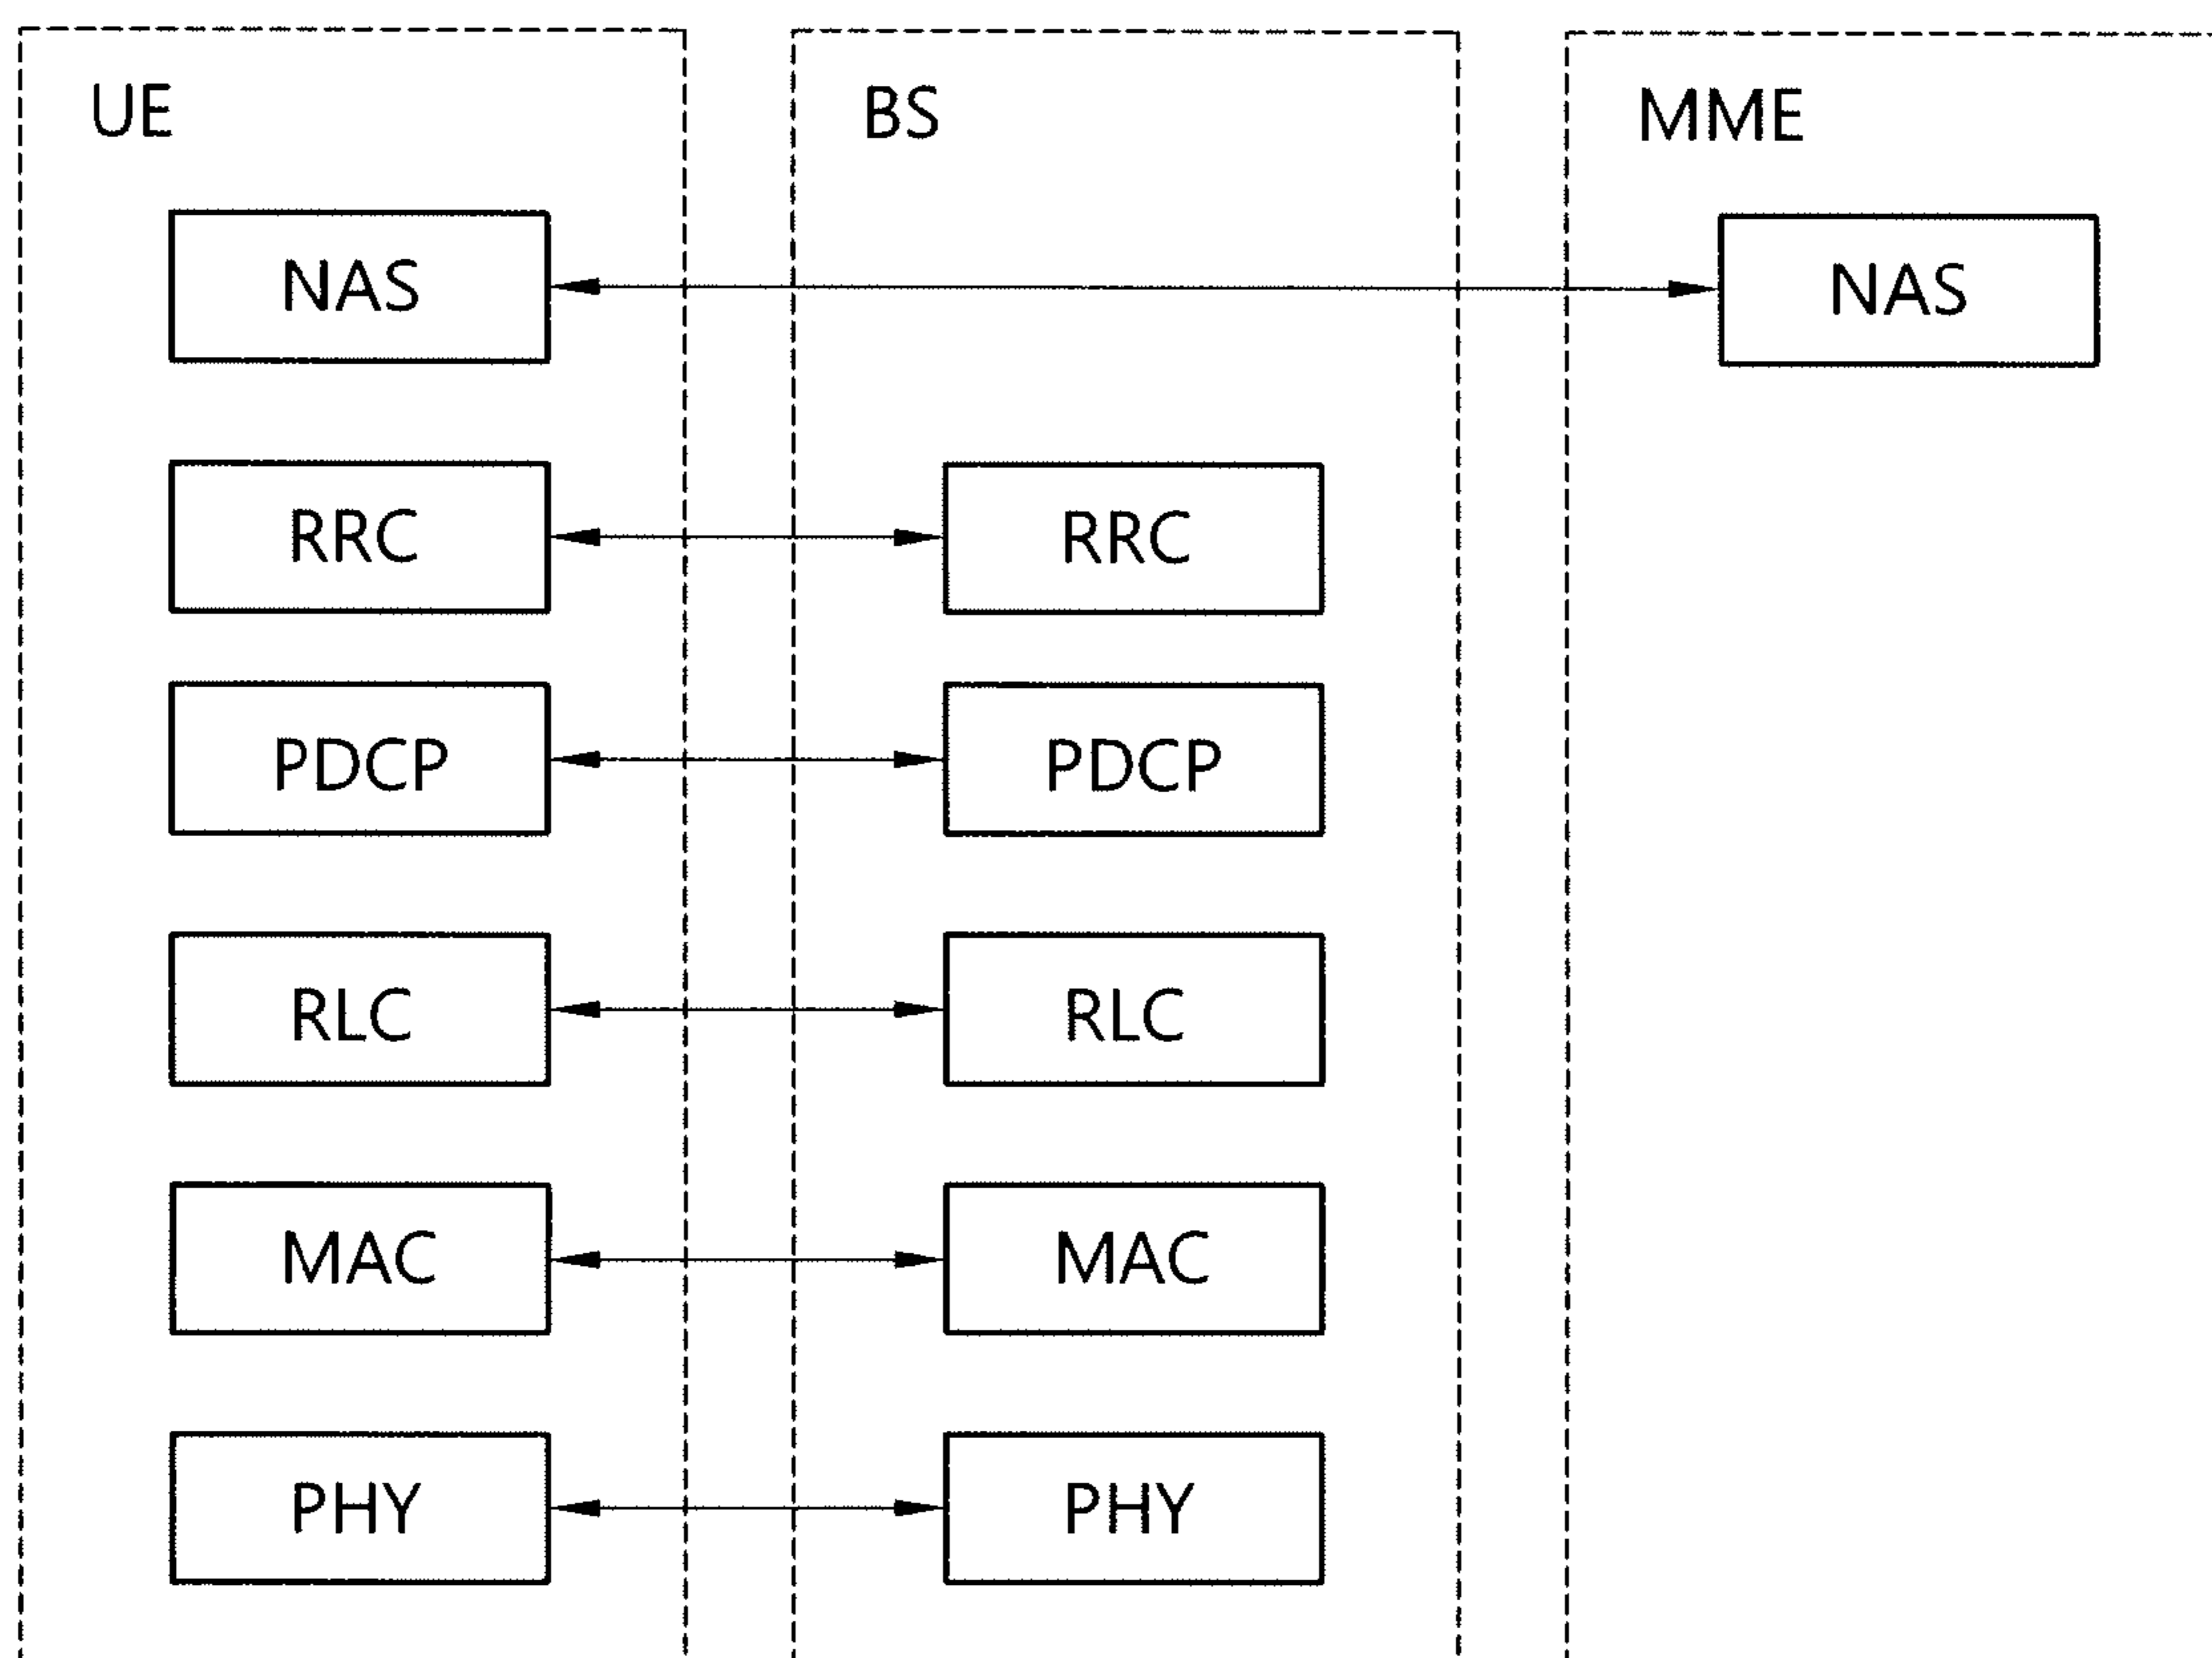 UE
BS
MME
NAS
NAS
RRC
RRC
PDCP
PDCP
RLC
RLC
MAC
MAC
PHY
PHY